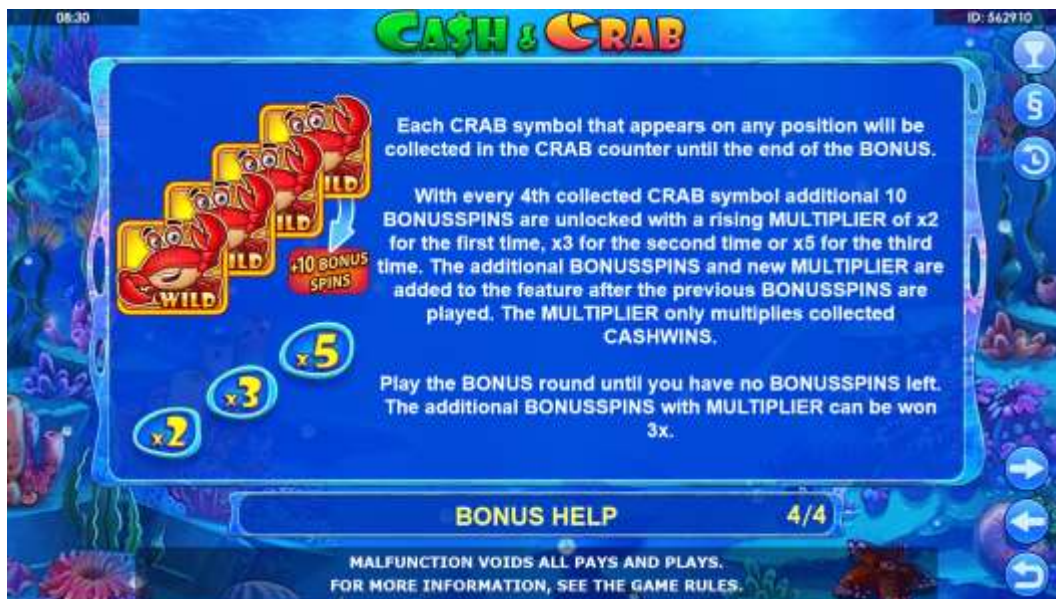 08:30
CA$H & CRAB
ID: 562910
§
Each CRAB symbol that appears on any position will be
collected in the CRAB counter until the end of the BONUS.
With every 4th collected CRAB symbol additional 10
BONUSSPINS are unlocked with a rising MULTIPLIER of x2
for the first time, x3 for the second time or x5 for the third
time. The additional BONUSSPINS and new MULTIPLIER are
added to the feature after the previous BONUSSPINS are
played. The MULTIPLIER only multiplies collected
CASHWINS.
Play the BONUS round until you have no BONUSSPINS left.
The additional BONUSSPINS with MULTIPLIER can be won
3x.
WILD
ILD
ILD
WILD
+10 BONUS
SPINS
x5
x3
x2
BONUS HELP 4/4
MALFUNCTION VOIDS ALL PAYS AND PLAYS.
FOR MORE INFORMATION, SEE THE GAME RULES.